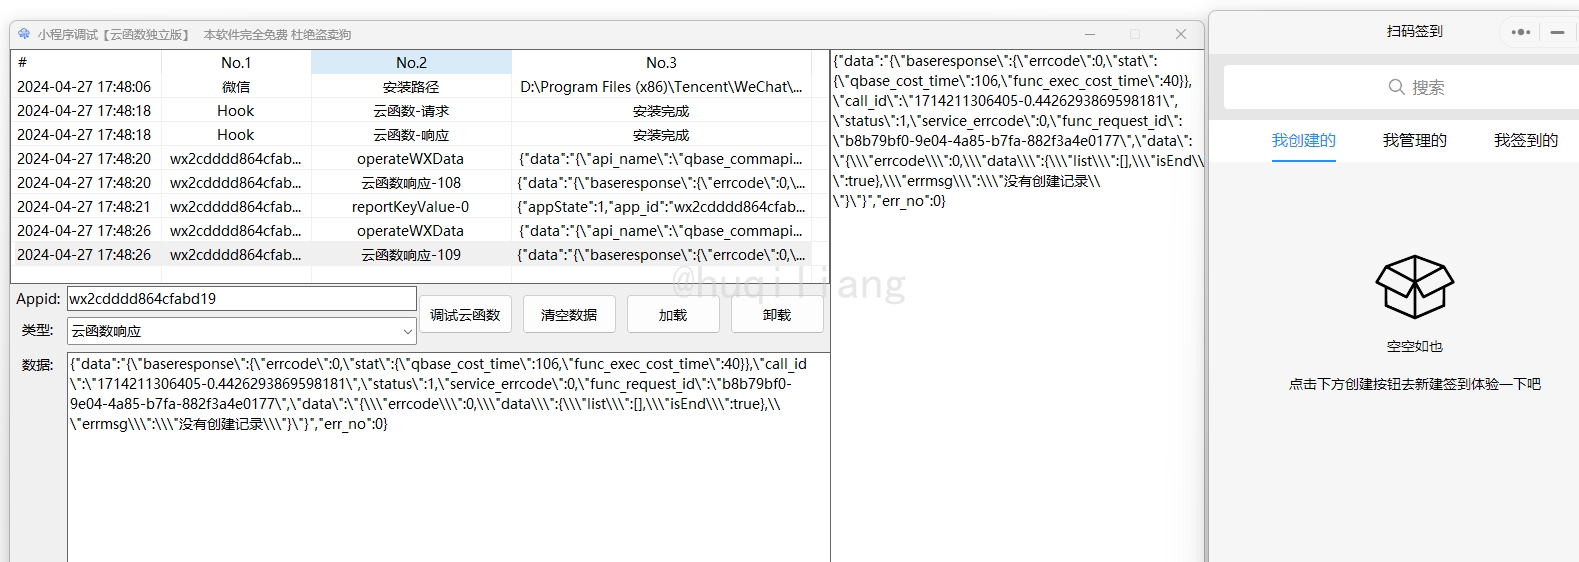 小程序调试【云函数独立版】 本软件完全免费 杜绝盗卖狗
# No.1 No.2 No.3
2024-04-27 17:48:06 微信 安装路径 D:\Program Files (x86)\Tencent\WeChat\...
2024-04-27 17:48:18 Hook 云函数-请求 安装完成
2024-04-27 17:48:18 Hook 云函数-响应 安装完成
2024-04-27 17:48:20 wx2cdddd864cfab... operateWXData {"data":"{\"api_name\":\"qbase_commapi...
2024-04-27 17:48:20 wx2cdddd864cfab... 云函数响应-108 {"data":"{\"baseresponse\":{\"errcode\":0,\...
2024-04-27 17:48:21 wx2cdddd864cfab... reportKeyValue-0 {"appState":1,"app_id":"wx2cdddd864cfab...
2024-04-27 17:48:26 wx2cdddd864cfab... operateWXData {"data":"{\"api_name\":\"qbase_commapi...
2024-04-27 17:48:26 wx2cdddd864cfab... 云函数响应-109 {"data":"{\"baseresponse\":{\"errcode\":0,\...
Appid: wx2cdddd864cfabd19
类型: 云函数响应
调试云函数 清空数据 加载 卸载
数据: {"data":"{\"baseresponse\":{\"errcode\":0,\"stat\":{\"qbase_cost_time\":106,\"func_exec_cost_time\":40}},\"call_id
\":\"1714211306405-0.4426293869598181\",\"status\":1,\"service_errcode\":0,\"func_request_id\":\"b8b79bf0-
9e04-4a85-b7fa-882f3a4e0177\",\"data\":\"{\\\"errcode\\\":0,\\\"data\\\":{\\\"list\\\":[],\\\"isEnd\\\":true},\\
\"errmsg\\\":\\\"没有创建记录\\\"}\"}","err_no":0}
{"data":"{\"baseresponse\":{\"errcode\":0,\"stat\":
{\"qbase_cost_time\":106,\"func_exec_cost_time\":40}},
\"call_id\":\"1714211306405-0.4426293869598181\",
\"status\":1,\"service_errcode\":0,\"func_request_id\":
\"b8b79bf0-9e04-4a85-b7fa-882f3a4e0177\",\"data\":
\"{\\\"errcode\\\":0,\\\"data\\\":{\\\"list\\\":[],\\\"isEnd\\
\":true},\\\"errmsg\\\":\\\"没有创建记录\\
\"}\"}","err_no":0}
@huqiliang
扫码签到
搜索
我创建的 我管理的 我签到的
空空如也
点击下方创建按钮去新建签到体验一下吧